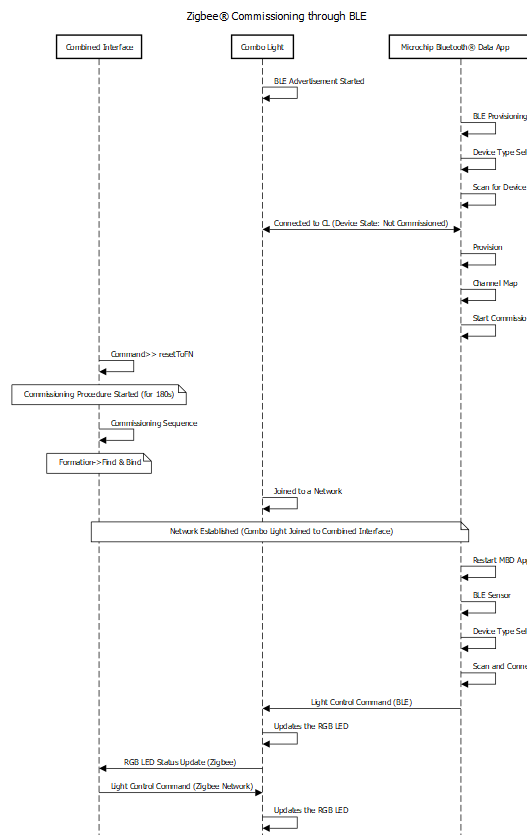 Zigbee® Commissioning through BLE
Combined Interface
Combo Light
Microchip Bluetooth® Data App
BLE Advertisement Started
BLE Provisioning
Device Type Sel
Scan for Device
Connected to CL (Device State: Not Commissioned)
Provision
Channel Map
Start Commissio
Command>> resetToFN
Commissioning Procedure Started (for 180s)
Commissioning Sequence
Formation->Find & Bind
Joined to a Network
Network Established (Combo Light Joined to Combined Interface)
Restart MBD App
BLE Sensor
Device Type Sel
Scan and Conne
Light Control Command (BLE)
Updates the RGB LED
RGB LED Status Update (Zigbee)
Light Control Command (Zigbee Network)
Updates the RGB LED